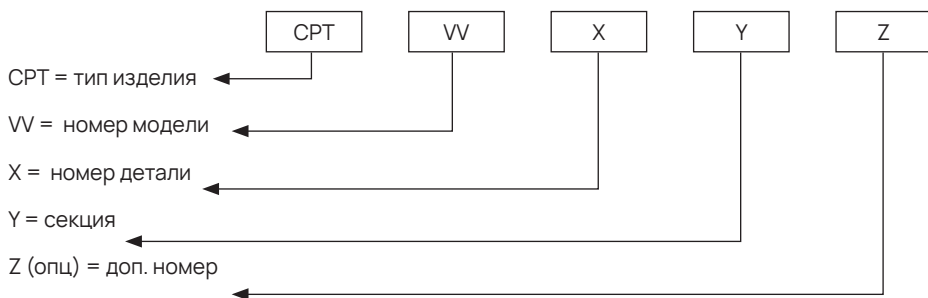 CPT VV X Y Z
CPT = тип изделия
VV = номер модели
X = номер детали
Y = секция
Z (опц) = доп. номер